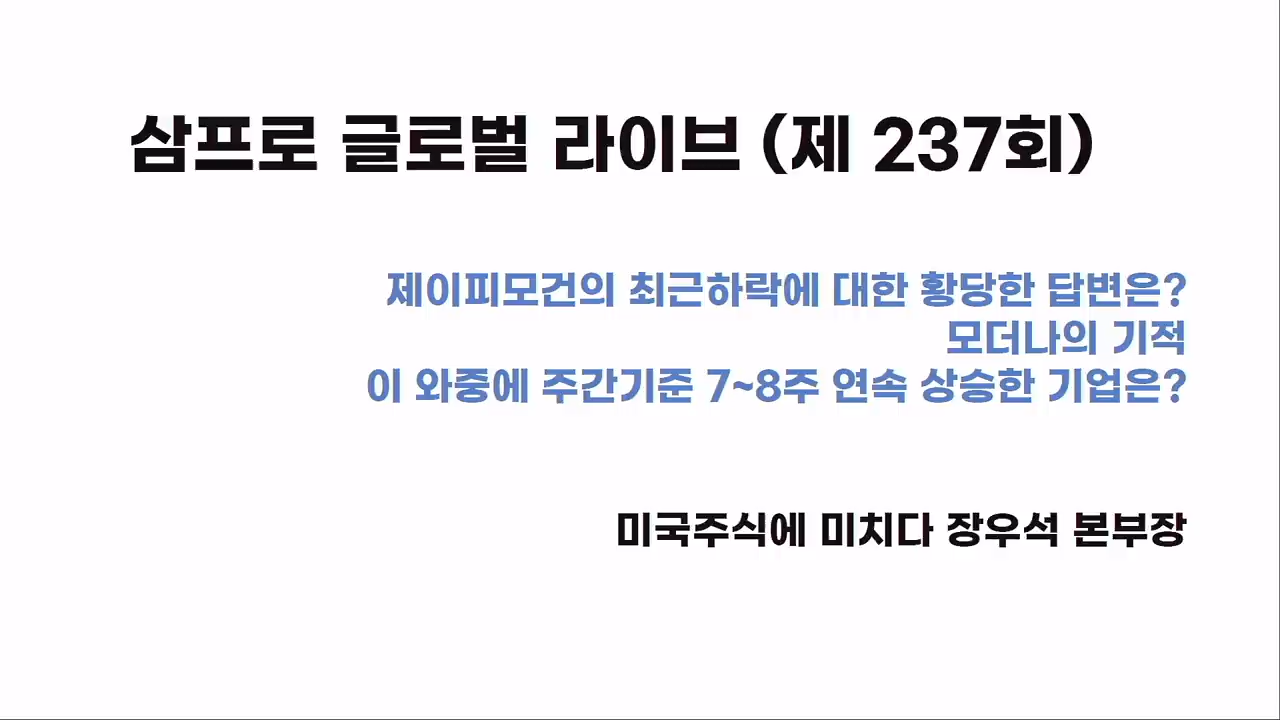 삼프로 글로벌 라이브 (제 237회)
제이피모건의 최근하락에 대한 황당한 답변은?
모더나의 기적
이 와중에 주간기준 7~8주 연속 상승한 기업은?
미국주식에 미치다 장우석 본부장